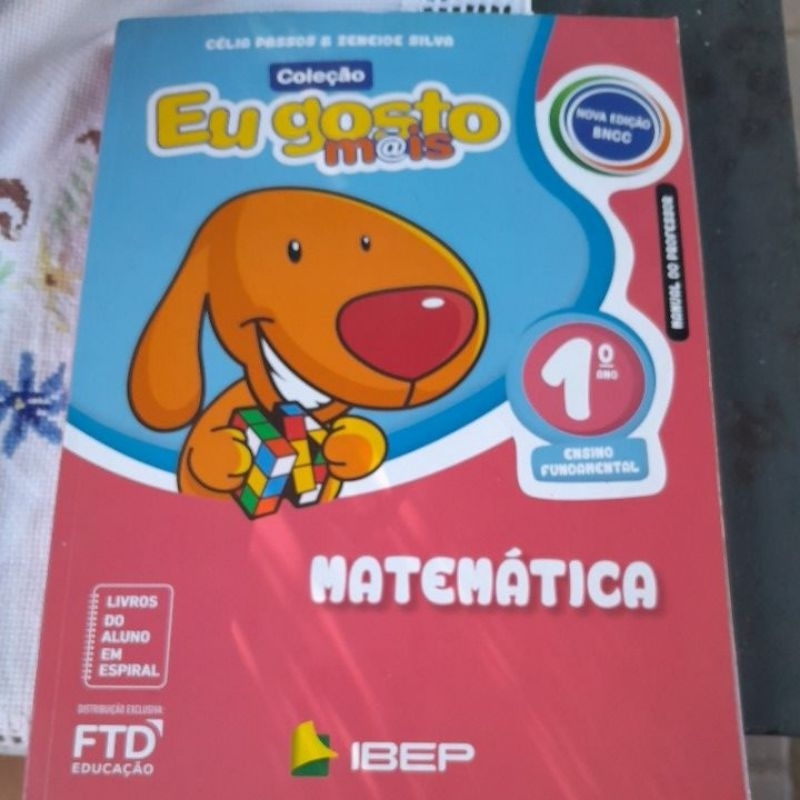 CÉLIA PASSOS & ZENEIDE SILVA
Coleção
Eu gosto
m@is
NOVA EDIÇÃO
BNCC
MANUAL DO PROFESSOR
1º
ANO
ENSINO
FUNDAMENTAL
MATEMÁTICA
LIVROS
DO
ALUNO
EM
ESPIRAL
DISTRIBUIÇÃO EXCLUSIVA
FTD
EDUCAÇÃO
IBEP